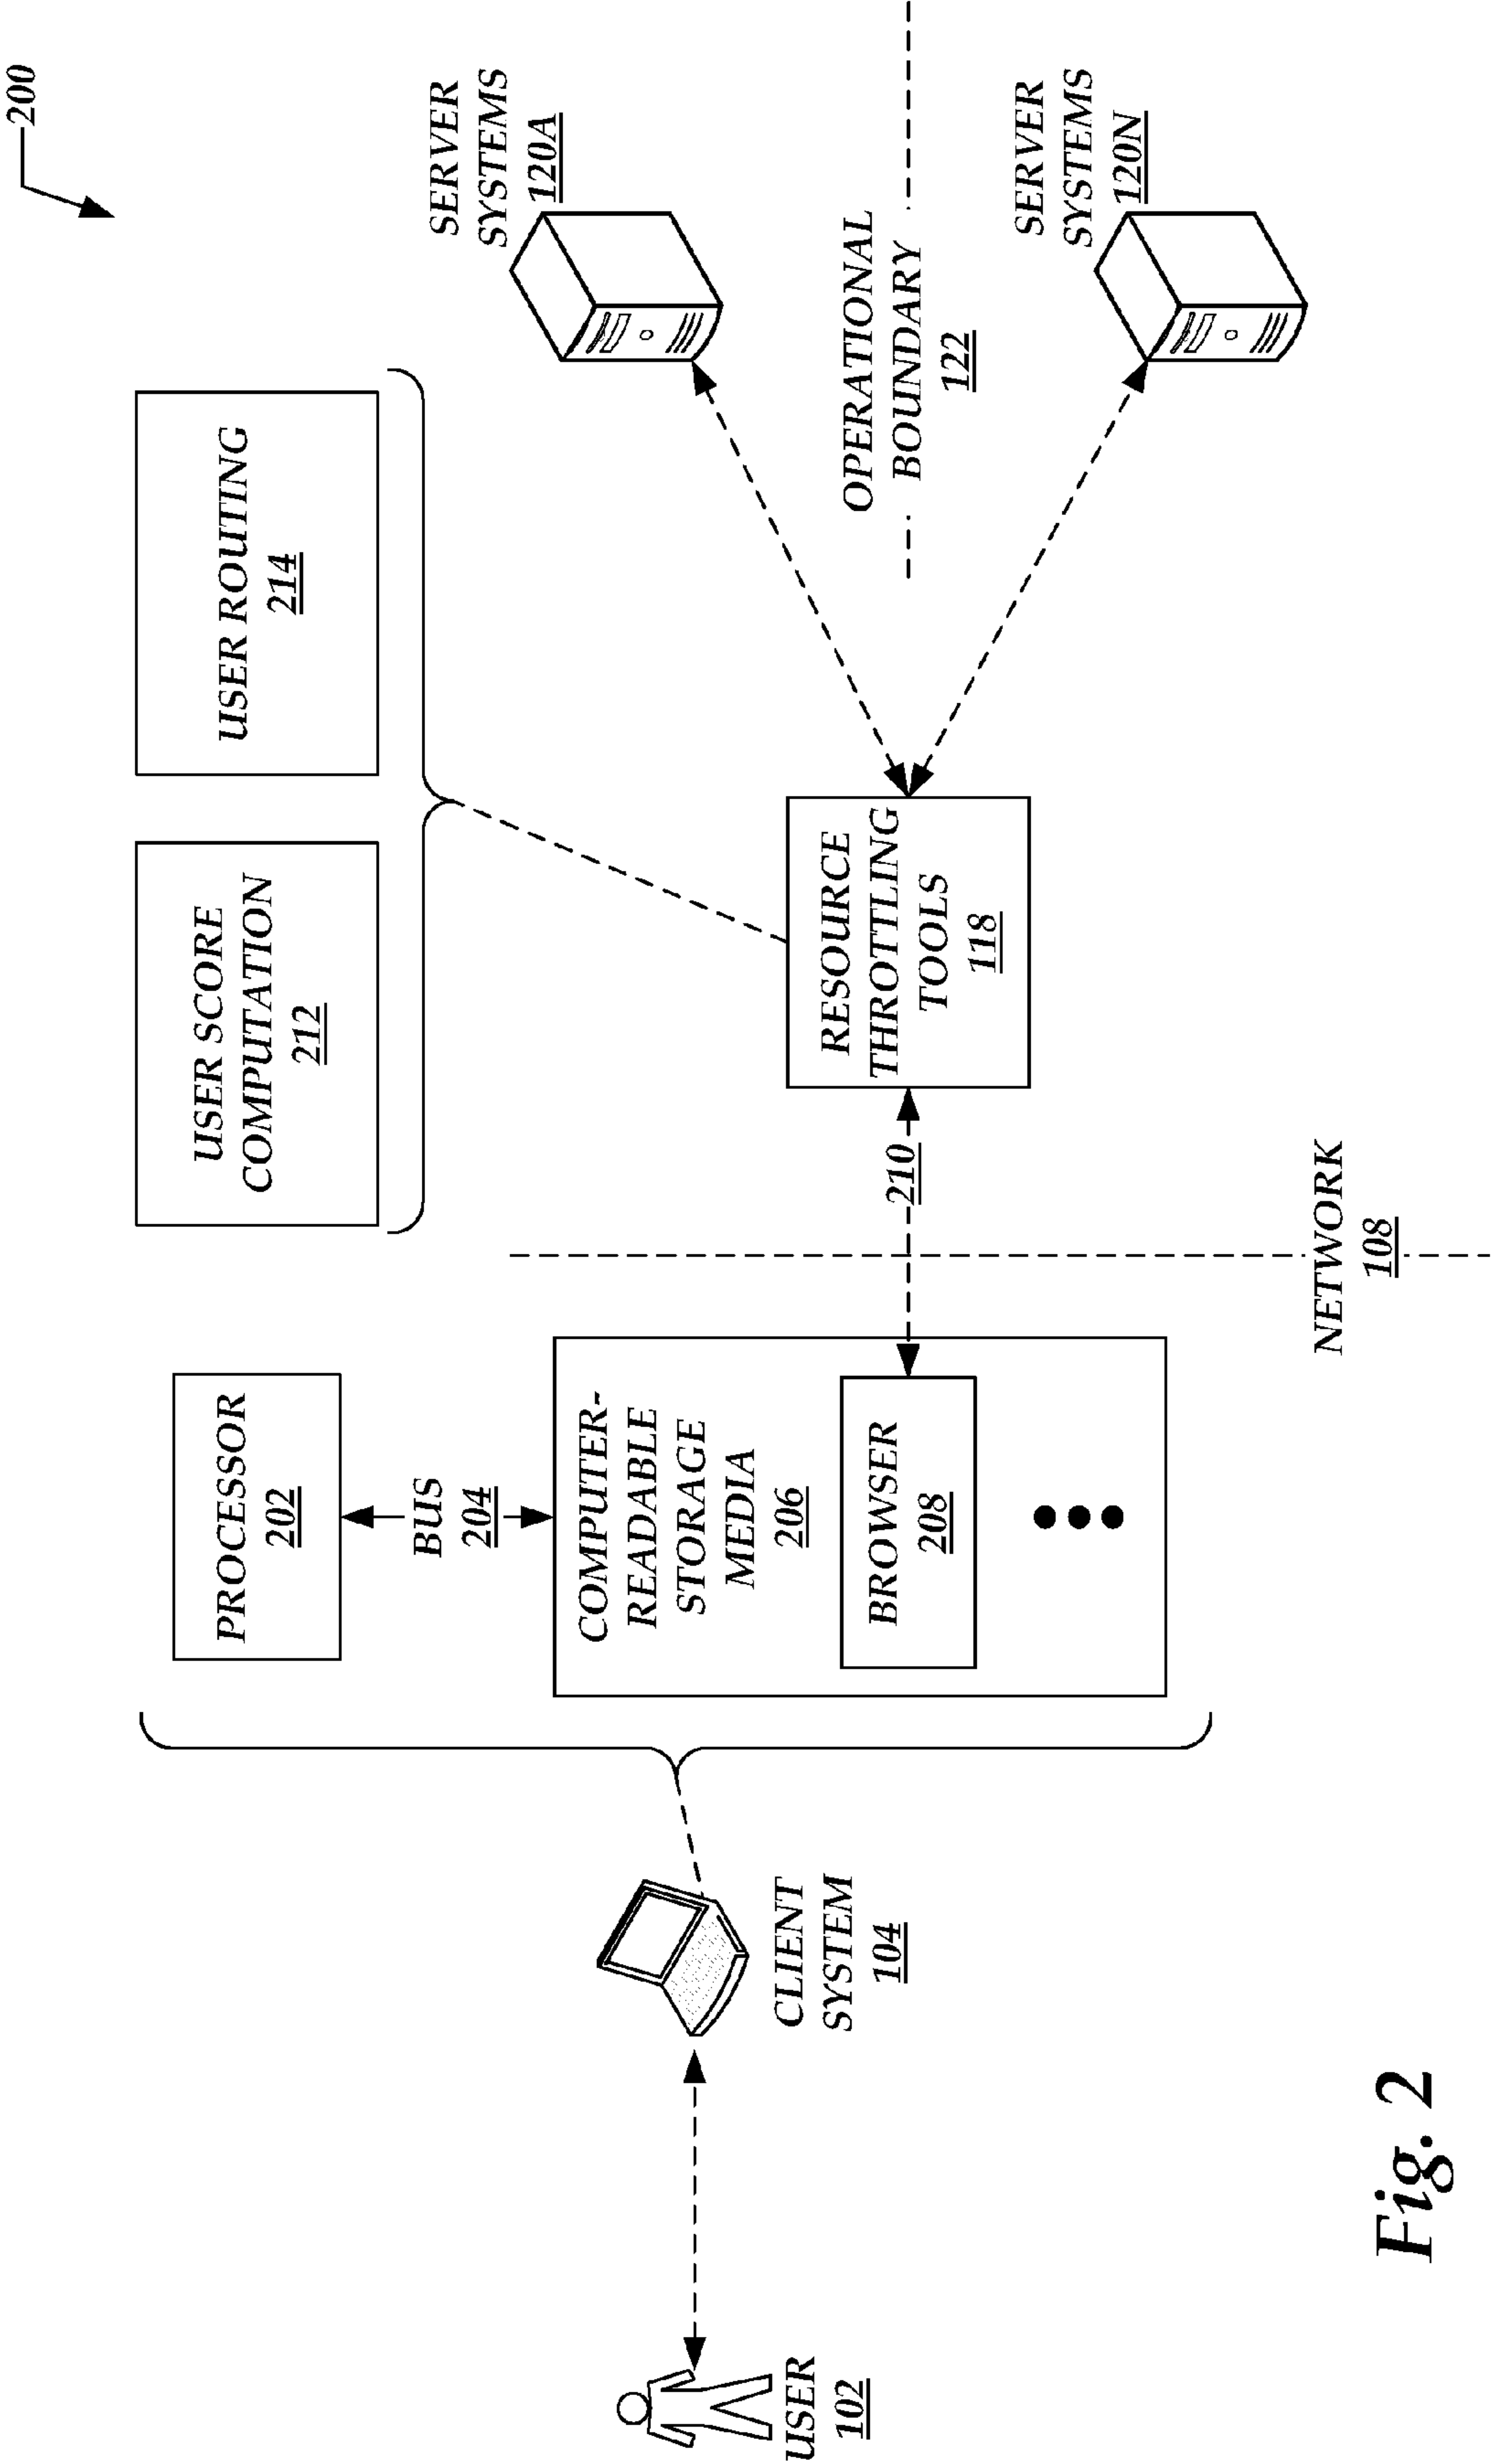 200
USER SCORE
COMPUTATION
212
USER ROUTING
214
PROCESSOR
202
BUS
204
COMPUTER-
READABLE
STORAGE
MEDIA
206
BROWSER
208
210
RESOURCE
THROTTLING
TOOLS
118
SERVER
SYSTEMS
120A
OPERATIONAL
BOUNDARY
122
SERVER
SYSTEMS
120N
USER
102
CLIENT
SYSTEM
104
NETWORK
108
Fig. 2